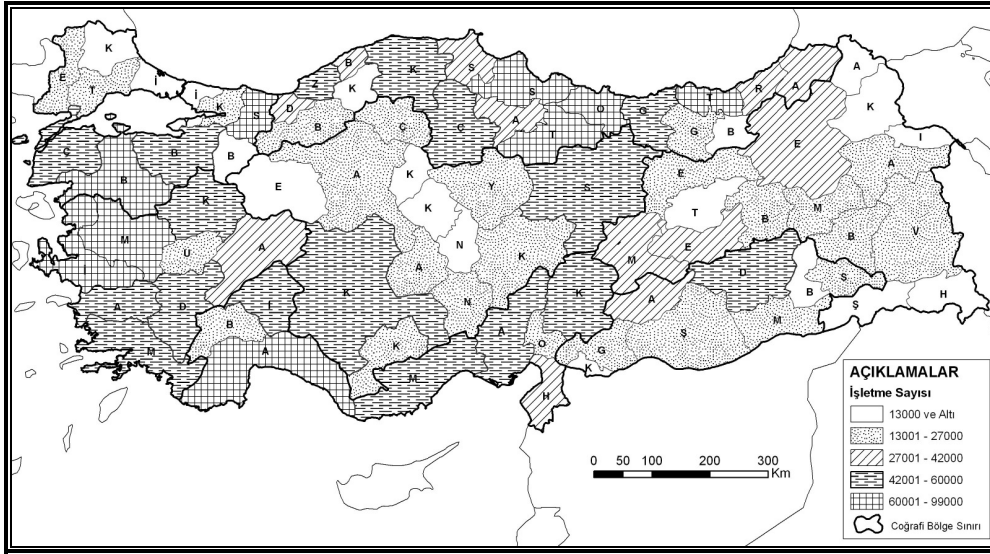 K
E
T
İ
İ
K
S
D
B
Z
B
K
K
S
S
A
T
O
G
T
G
B
R
A
A
K
I
Ç
B
B
B
Ç
Ç
A
K
E
E
A
E
K
A
Y
S
T
M
B
V
M
U
A
K
N
K
M
E
B
İ
A
D
İ
K
A
N
K
A
D
B
S
Ş
H
B
A
M
K
M
A
O
G
K
Ş
M
H
AÇIKLAMALAR
İşletme Sayısı
13000 ve Altı
13001 - 27000
27001 - 42000
42001 - 60000
60001 - 99000
Coğrafi Bölge Sınırı
0 50 100 200 300
Km